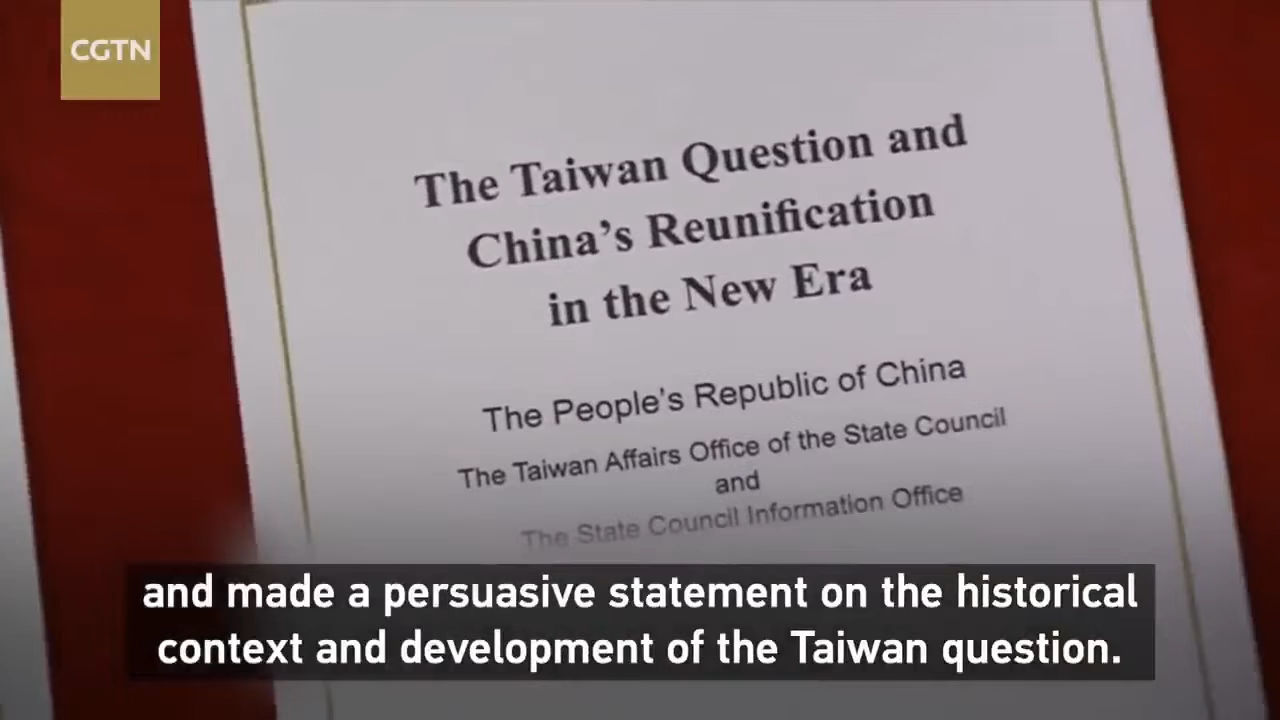 CGTN
The Taiwan Question and
China's Reunification
in the New Era
The People's Republic of China
The Taiwan Affairs Office of the State Council
and
The State Council Information Office
and made a persuasive statement on the historical
context and development of the Taiwan question.